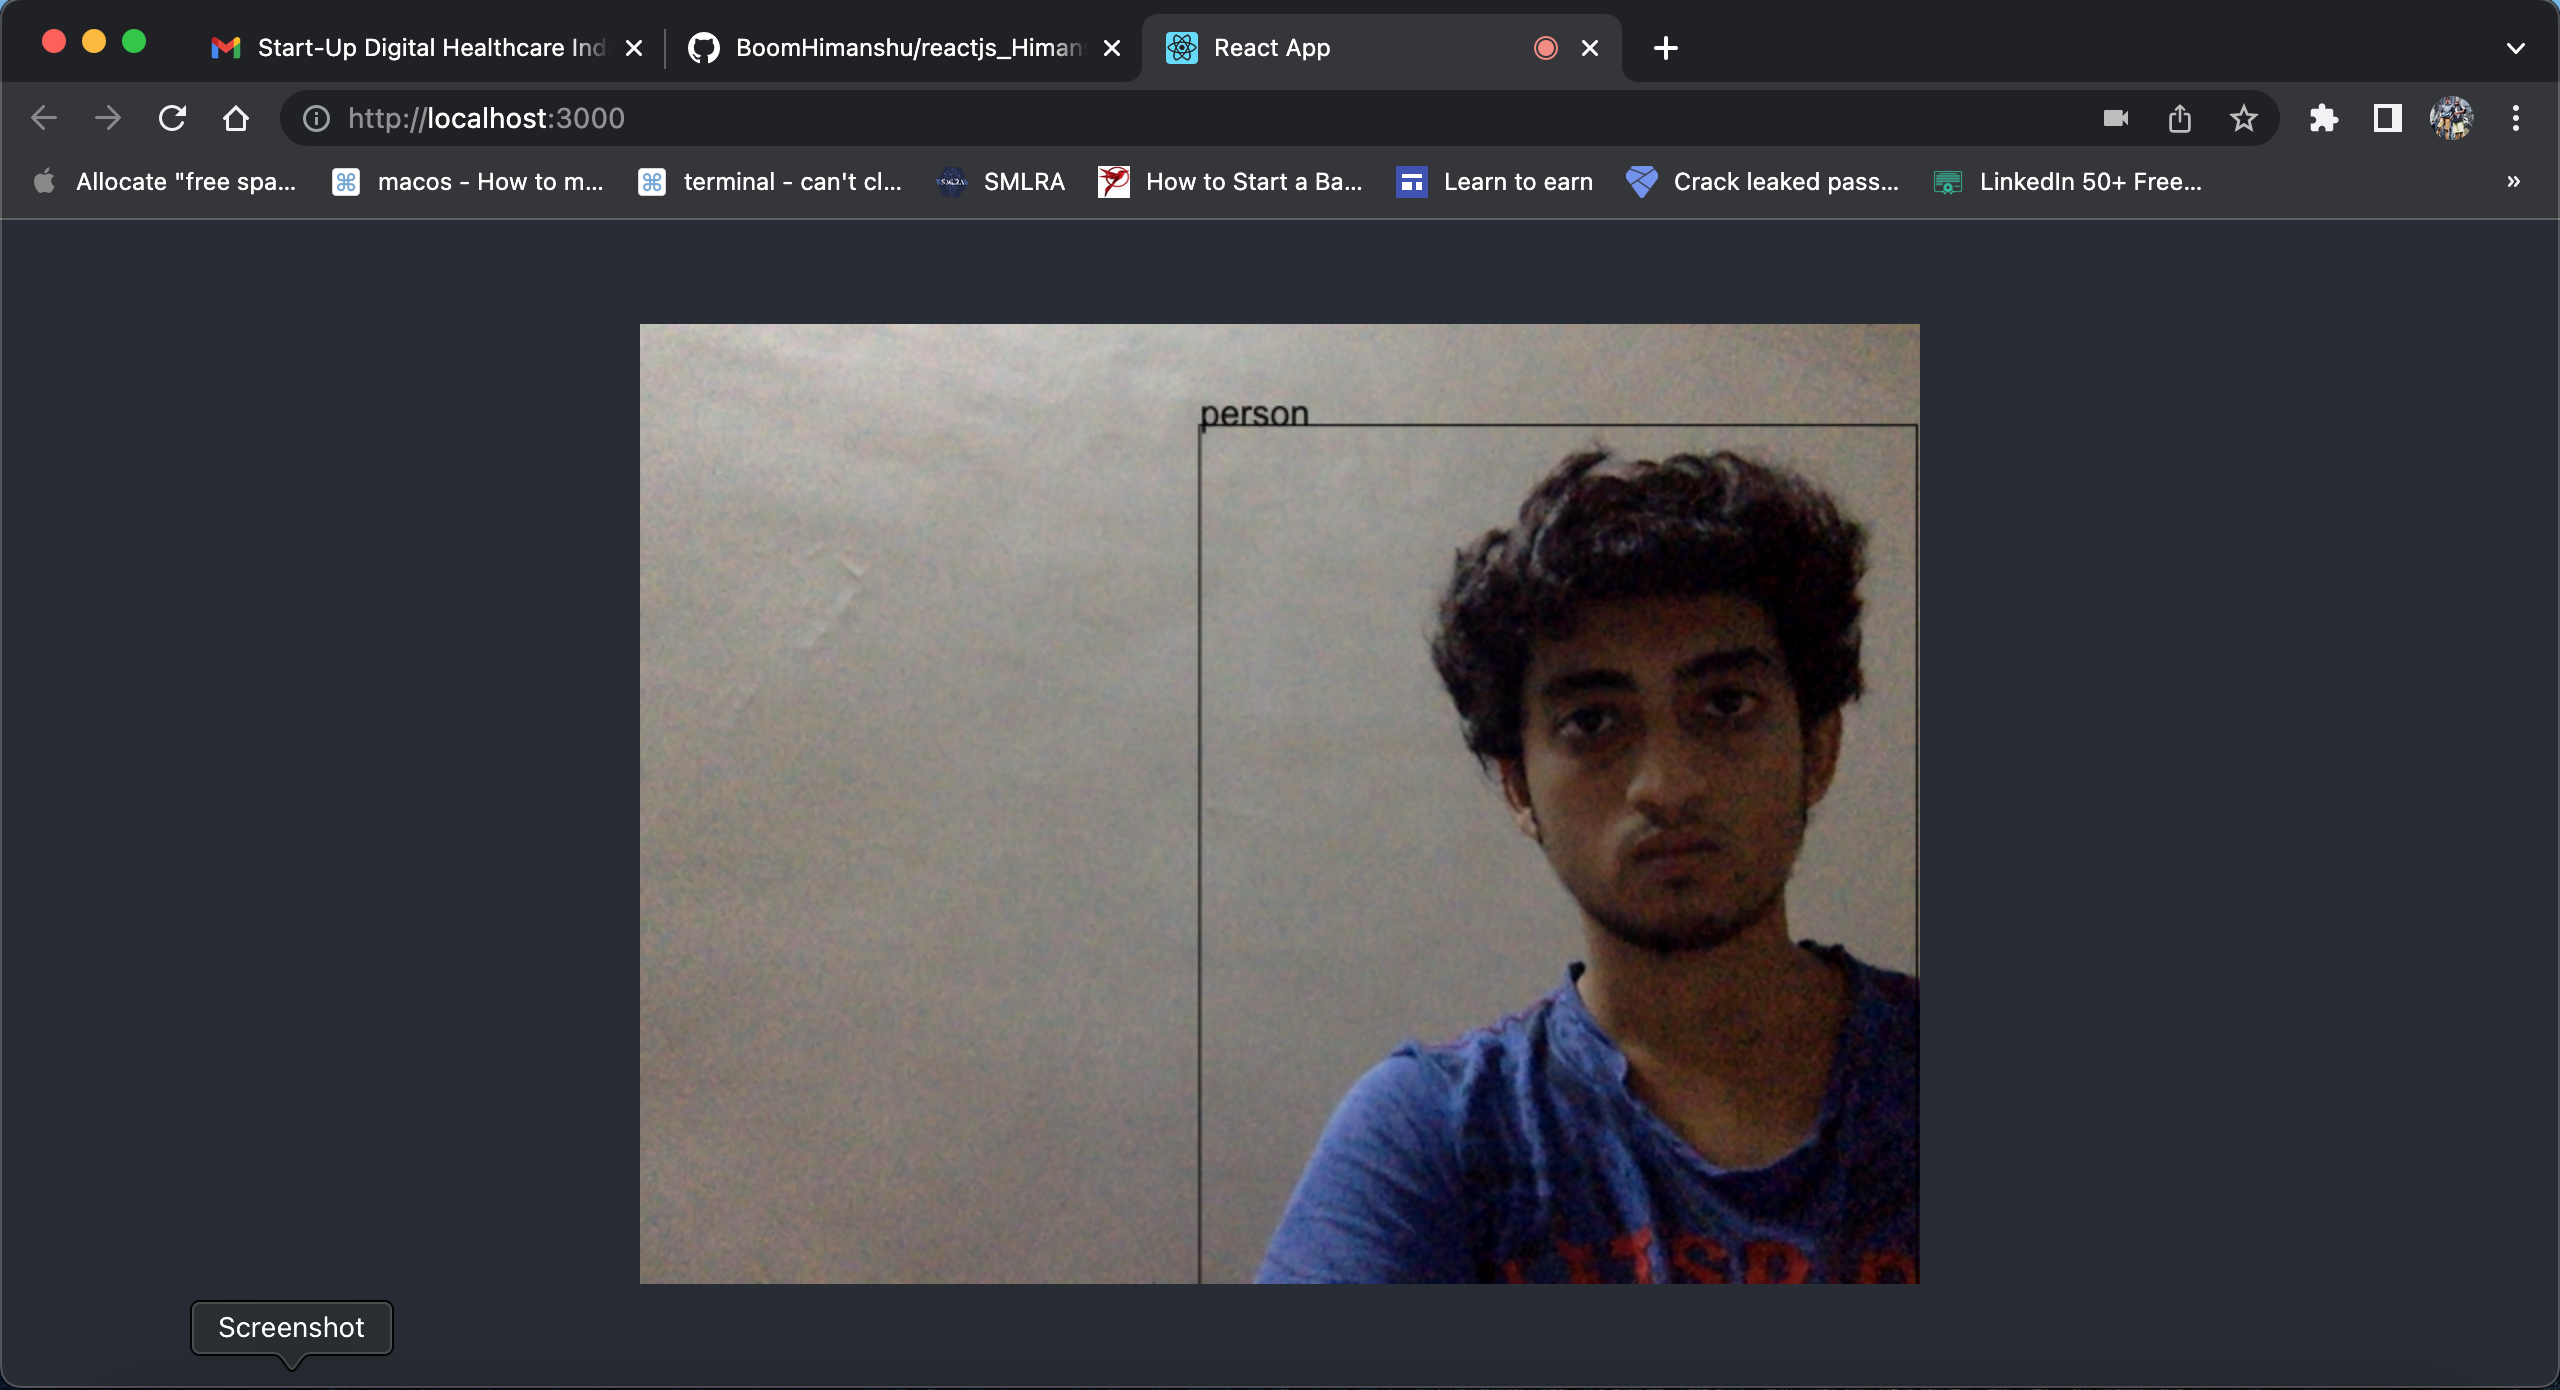 Start-Up Digital Healthcare Ind
BoomHimanshu/reactjs_Himans
React App
http://localhost:3000
Allocate "free spa...
macos - How to m...
terminal - can't cl...
SMLRA
How to Start a Ba...
Learn to earn
Crack leaked pass...
LinkedIn 50+ Free...
»
person
Screenshot